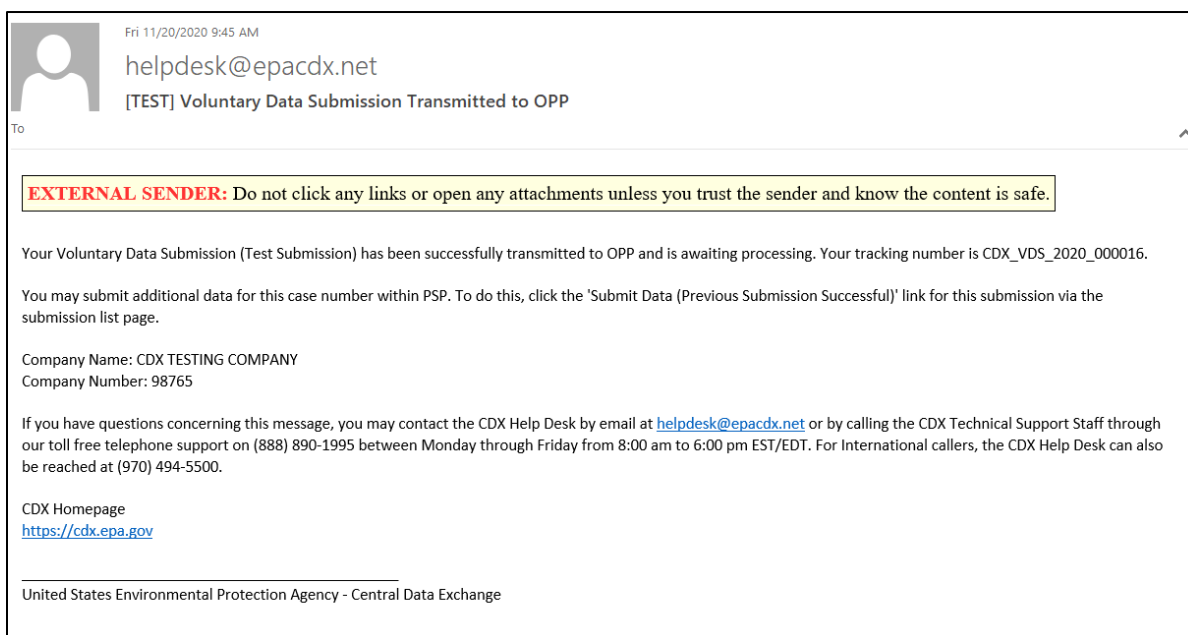 Fri 11/20/2020 9:45 AM
helpdesk@epacdx.net
[TEST] Voluntary Data Submission Transmitted to OPP
To
EXTERNAL SENDER: Do not click any links or open any attachments unless you trust the sender and know the content is safe.
Your Voluntary Data Submission (Test Submission) has been successfully transmitted to OPP and is awaiting processing. Your tracking number is CDX_VDS_2020_000016.
You may submit additional data for this case number within PSP. To do this, click the 'Submit Data (Previous Submission Successful)' link for this submission via the
submission list page.
Company Name: CDX TESTING COMPANY
Company Number: 98765
If you have questions concerning this message, you may contact the CDX Help Desk by email at helpdesk@epacdx.net or by calling the CDX Technical Support Staff through
our toll free telephone support on (888) 890-1995 between Monday through Friday from 8:00 am to 6:00 pm EST/EDT. For International callers, the CDX Help Desk can also
be reached at (970) 494-5500.
CDX Homepage
https://cdx.epa.gov
United States Environmental Protection Agency - Central Data Exchange